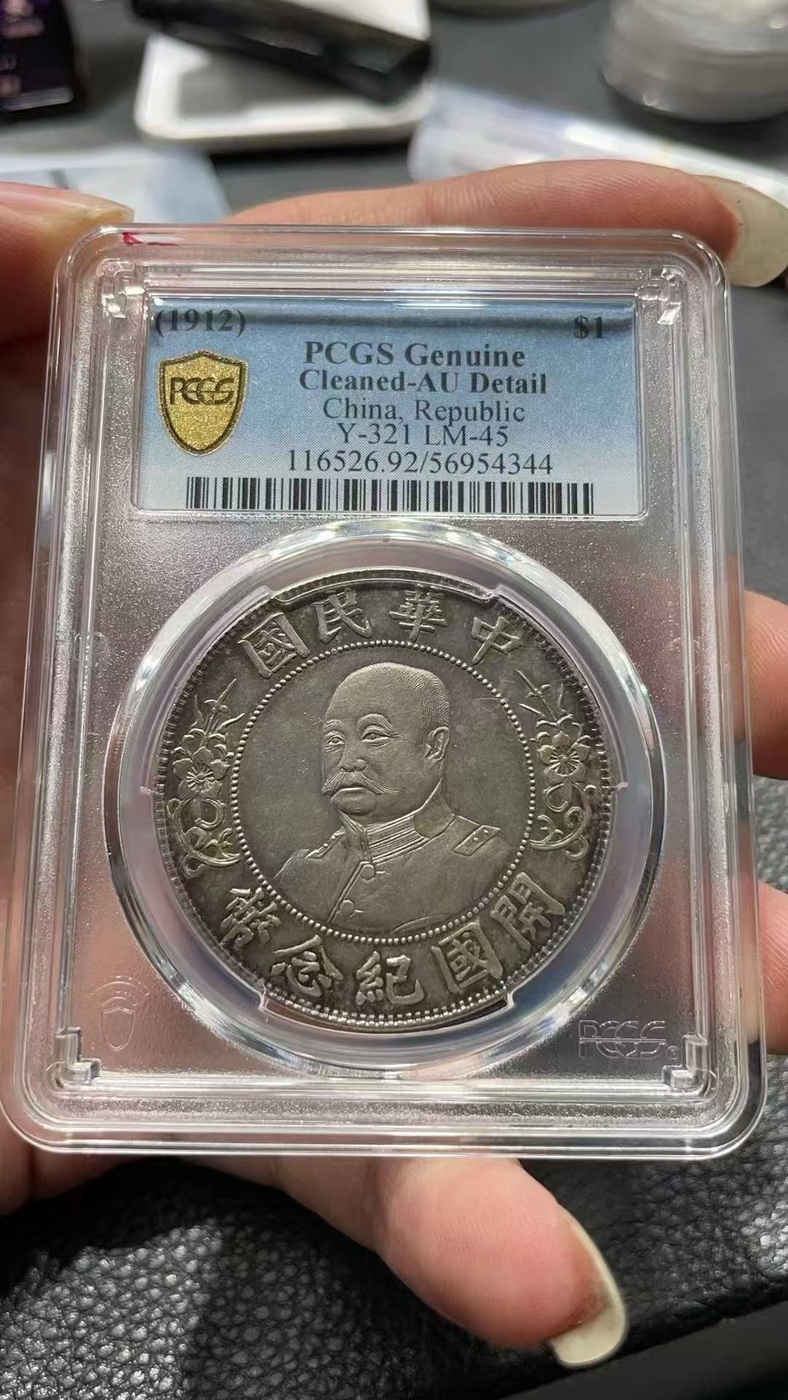 (1912) $1
PCGS Genuine
Cleaned-AU Detail
China, Republic
Y-321 LM-45
116526.92/56954344
PCGS
國民華中
幣念紀國開
PCGS